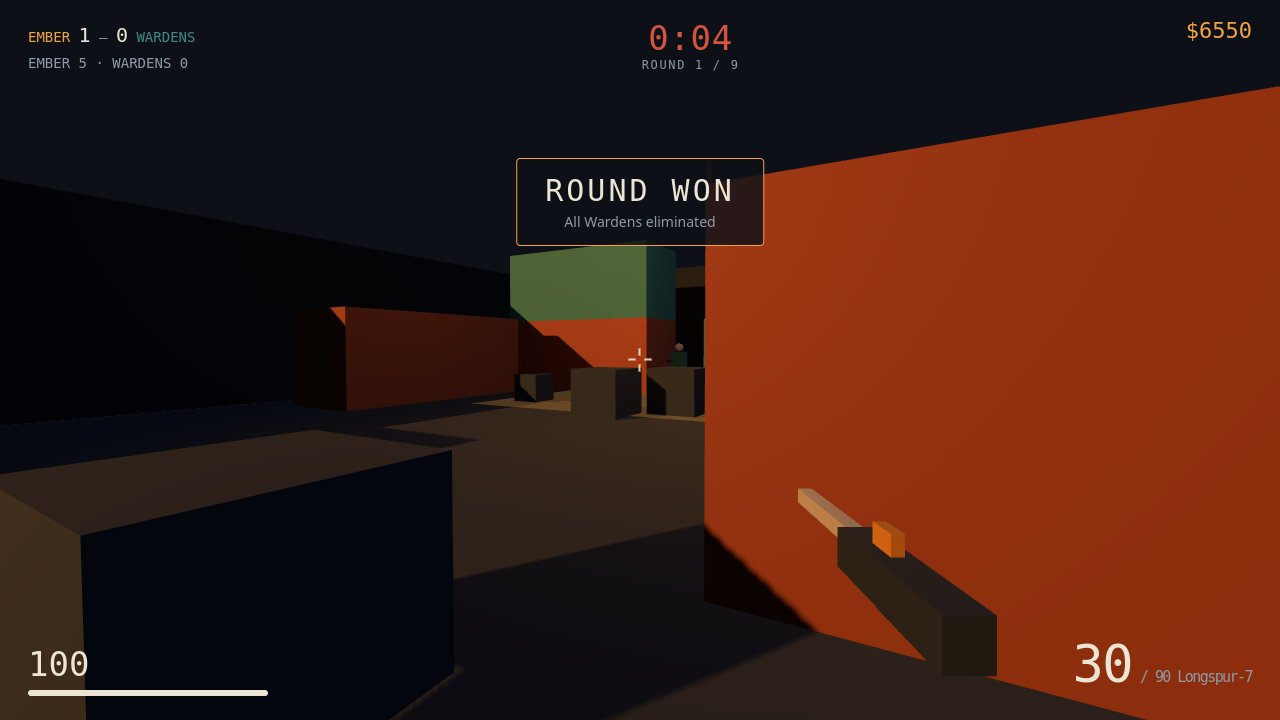 EMBER 1 – 0 WARDENS
EMBER 5 · WARDENS 0
0:04
ROUND 1 / 9
$6550
ROUND WON
All Wardens eliminated
100
30 / 90 Longspur-7